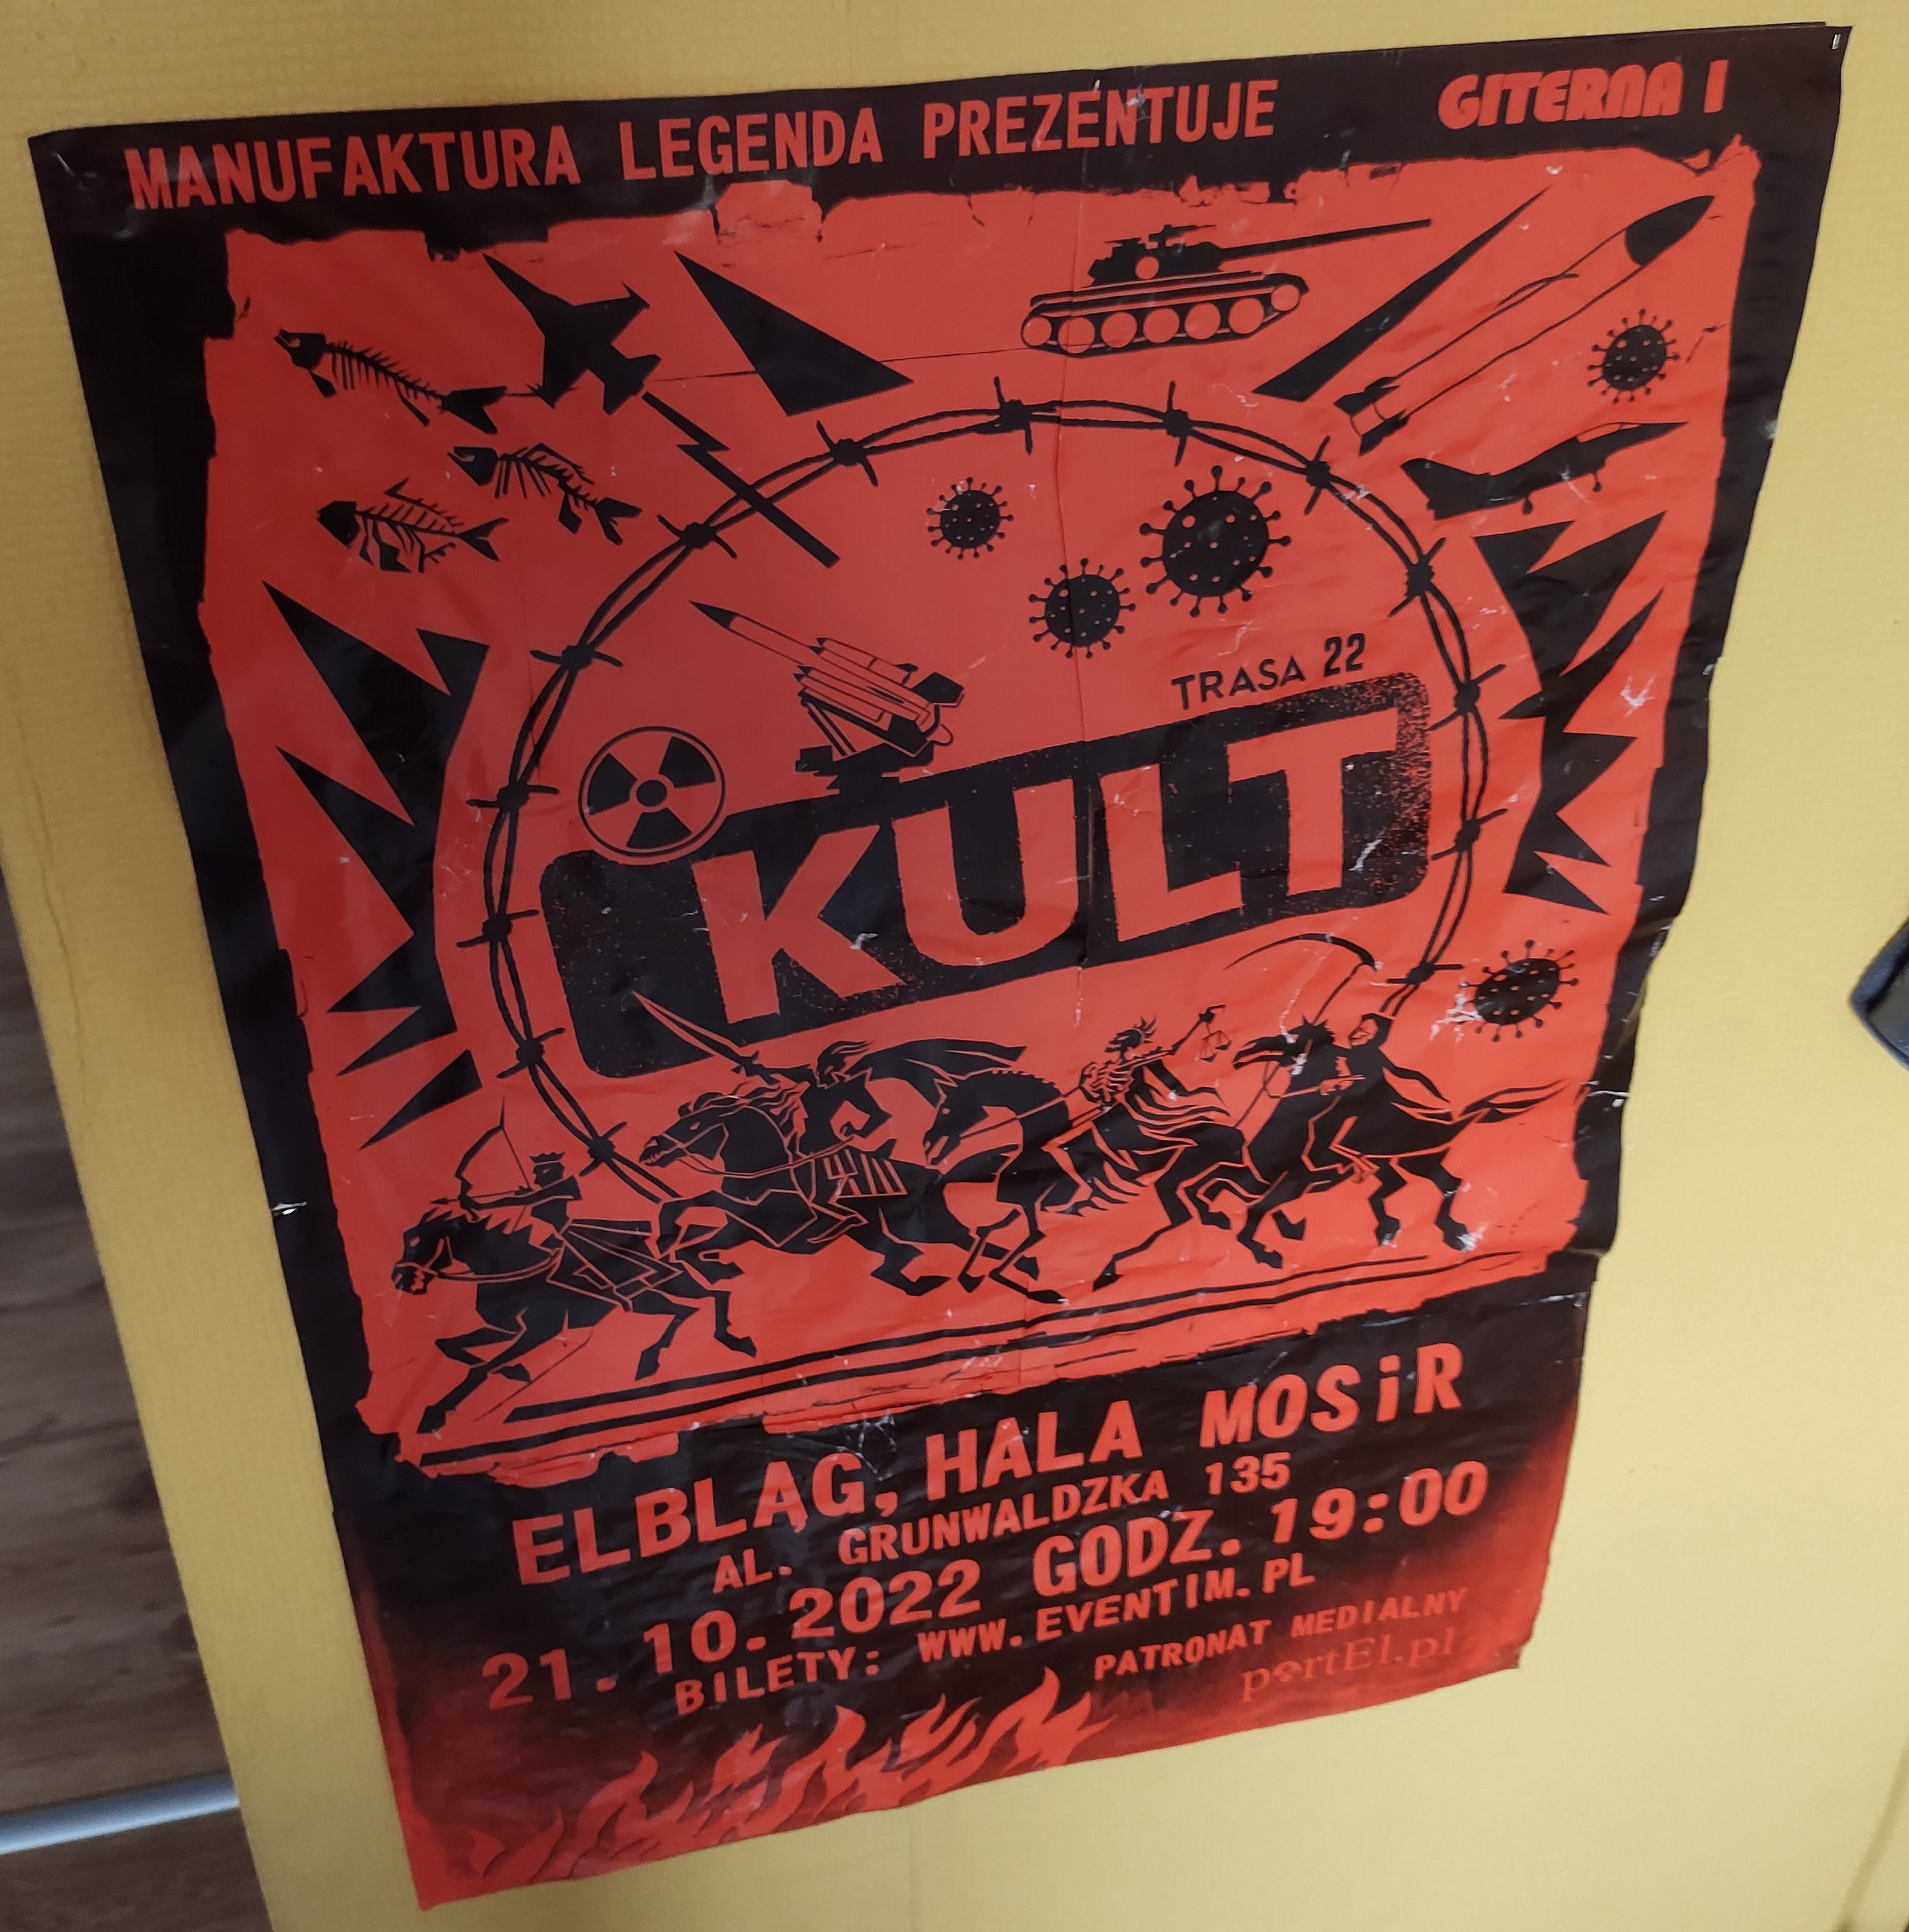 MANUFAKTURA LEGENDA PREZENTUJE
GITERNA I
TRASA 22
KULT
ELBLĄG, HALA MOSiR
AL. GRUNWALDZKA 135
21. 10. 2022 GODZ. 19:00
BILETY: WWW.EVENTIM.PL
PATRONAT MEDIALNY
portEl.pl